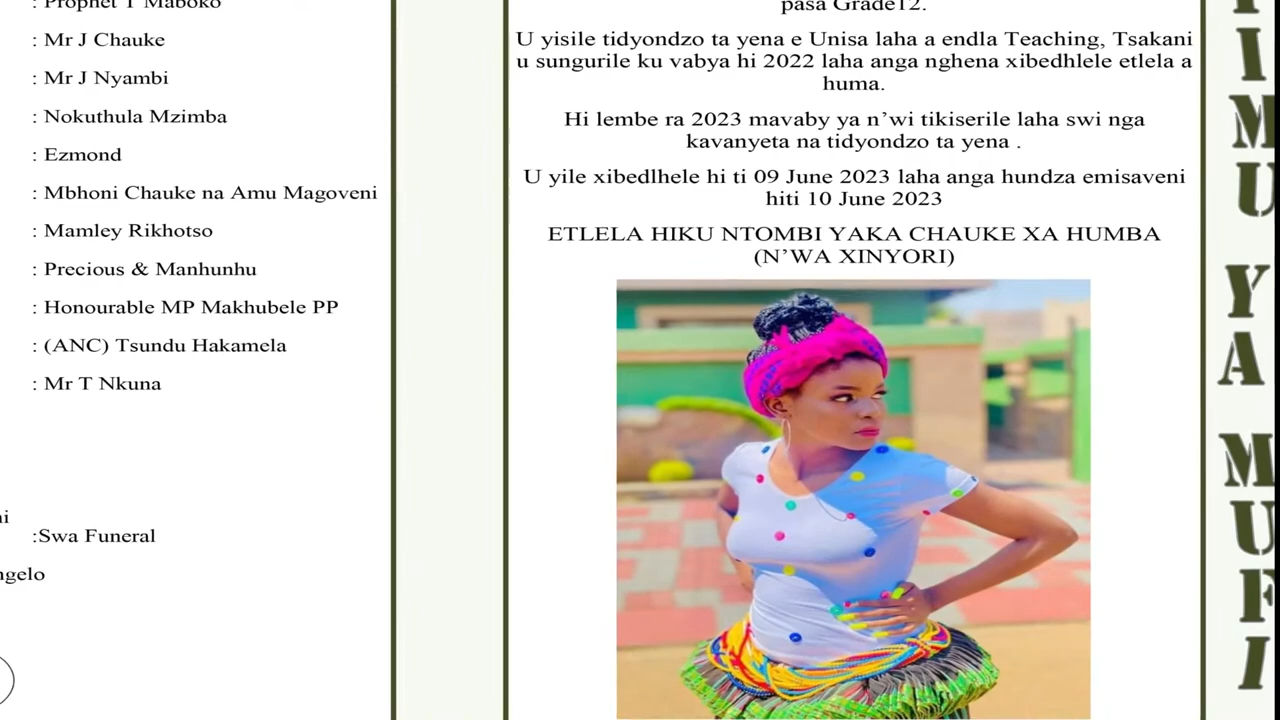 : Prophet T Maboko
: Mr J Chauke
: Mr J Nyambi
: Nokuthula Mzimba
: Ezmond
: Mbhoni Chauke na Amu Magoveni
: Mamley Rikhotso
: Precious & Manhunhu
: Honourable MP Makhubele PP
: (ANC) Tsundu Hakamela
: Mr T Nkuna
:Swa Funeral
pasa Grade12.
U yisile tidyondzo ta yena e Unisa laha a endla Teaching, Tsakani
u sungurile ku vabya hi 2022 laha anga nghena xibedhlele etlela a
huma.
Hi lembe ra 2023 mavaby ya n’wi tikiserile laha swi nga
kavanyeta na tidyondzo ta yena .
U yile xibedlhele hi ti 09 June 2023 laha anga hundza emisaveni
hiti 10 June 2023
ETLELA HIKU NTOMBI YAKA CHAUKE XA HUMBA
(N’WA XINYORI)
YA
MUFI